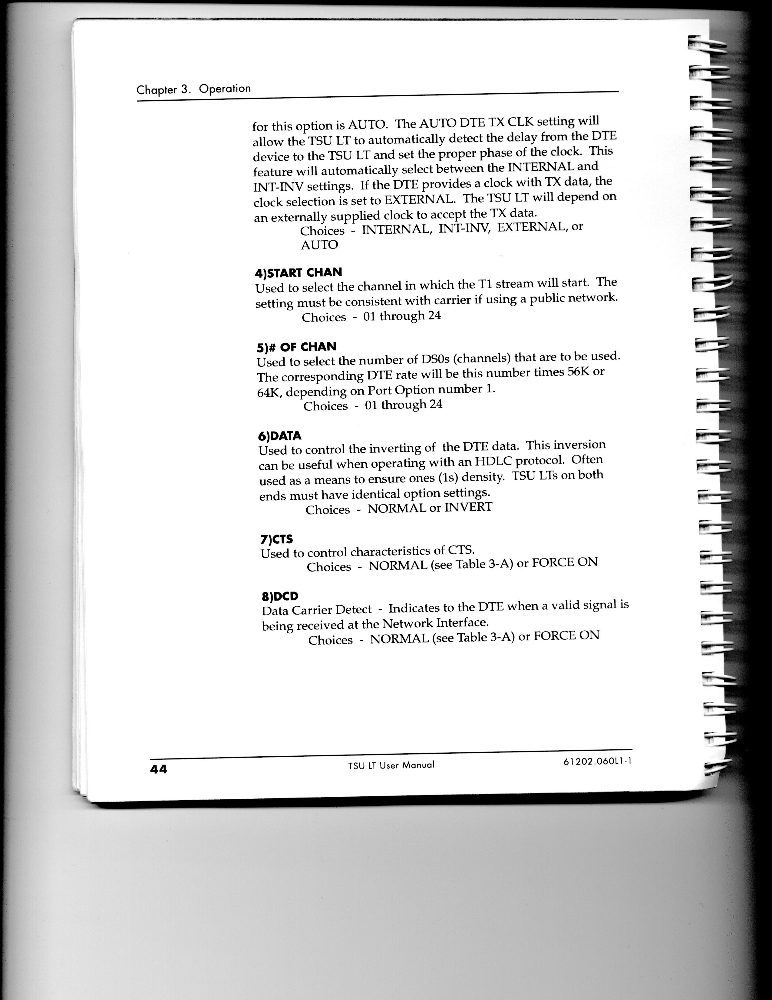 Chapter 3. Operation
for this option is AUTO. The AUTO DTE TX CLK setting will
allow the TSU LT to automatically detect the delay from the DTE
device to the TSU LT and set the proper phase of the clock. This
feature will automatically select between the INTERNAL and
INT-INV settings. If the DTE provides a clock with TX data, the
clock selection is set to EXTERNAL. The TSU LT will depend on
an externally supplied clock to accept the TX data.
Choices - INTERNAL, INT-INV, EXTERNAL, or
AUTO
4)START CHAN
Used to select the channel in which the T1 stream will start. The
setting must be consistent with carrier if using a public network.
Choices - 01 through 24
5)# OF CHAN
Used to select the number of DS0s (channels) that are to be used.
The corresponding DTE rate will be this number times 56K or
64K, depending on Port Option number 1.
Choices - 01 through 24
6)DATA
Used to control the inverting of the DTE data. This inversion
can be useful when operating with an HDLC protocol. Often
used as a means to ensure ones (1s) density. TSU LTs on both
ends must have identical option settings.
Choices - NORMAL or INVERT
7)CTS
Used to control characteristics of CTS.
Choices - NORMAL (see Table 3-A) or FORCE ON
8)DCD
Data Carrier Detect - Indicates to the DTE when a valid signal is
being received at the Network Interface.
Choices - NORMAL (see Table 3-A) or FORCE ON
44 TSU LT User Manual 61202.060L1-1